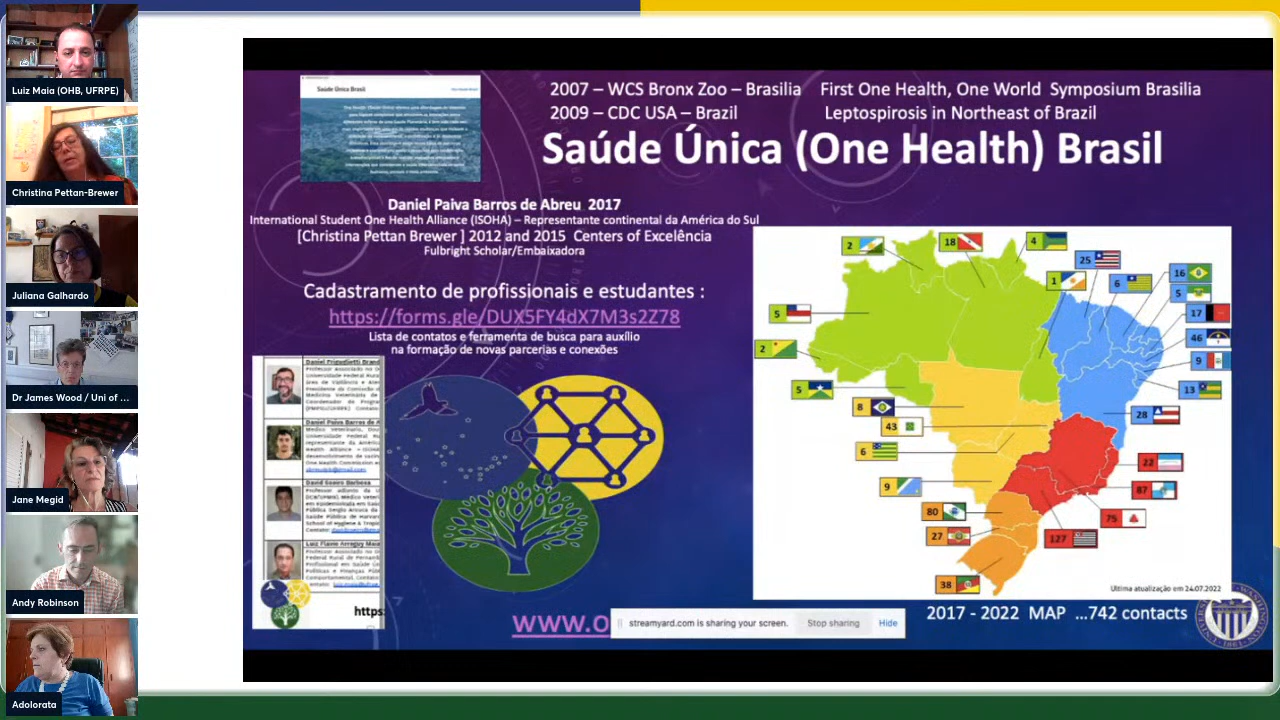 Luiz Maia (OHB, UFRPE)
Christina Pettan-Brewer
Juliana Galhardo
Dr James Wood / Uni of ...
Jane Megid
Andy Robinson
Adolorata
Saúde Única Brasil
2007 – WCS Bronx Zoo – Brasilia First One Health, One World Symposium Brasilia
2009 – CDC USA – Brazil Leptospirosis in Northeast of Brazil
Saúde Única (One Health) Brasil
Daniel Paiva Barros de Abreu 2017
International Student One Health Alliance (ISOHA) – Representante continental da América do Sul
[Christina Pettan Brewer ] 2012 and 2015 Centers of Excelência
Fulbright Scholar/Embaixadora
Cadastramento de profissionais e estudantes :
https://forms.gle/DUX5FY4dX7M3s2Z78
Lista de contatos e ferramenta de busca para auxílio
na formação de novas parcerias e conexões
https:
www.o
streamyard.com is sharing your screen. Stop sharing Hide
2
18
4
25
1
6
16
5
17
46
9
13
28
5
2
5
8
43
6
9
80
27
38
22
87
75
127
Ultima atualização em 24.07.2022
2017 - 2022 MAP ...742 contacts